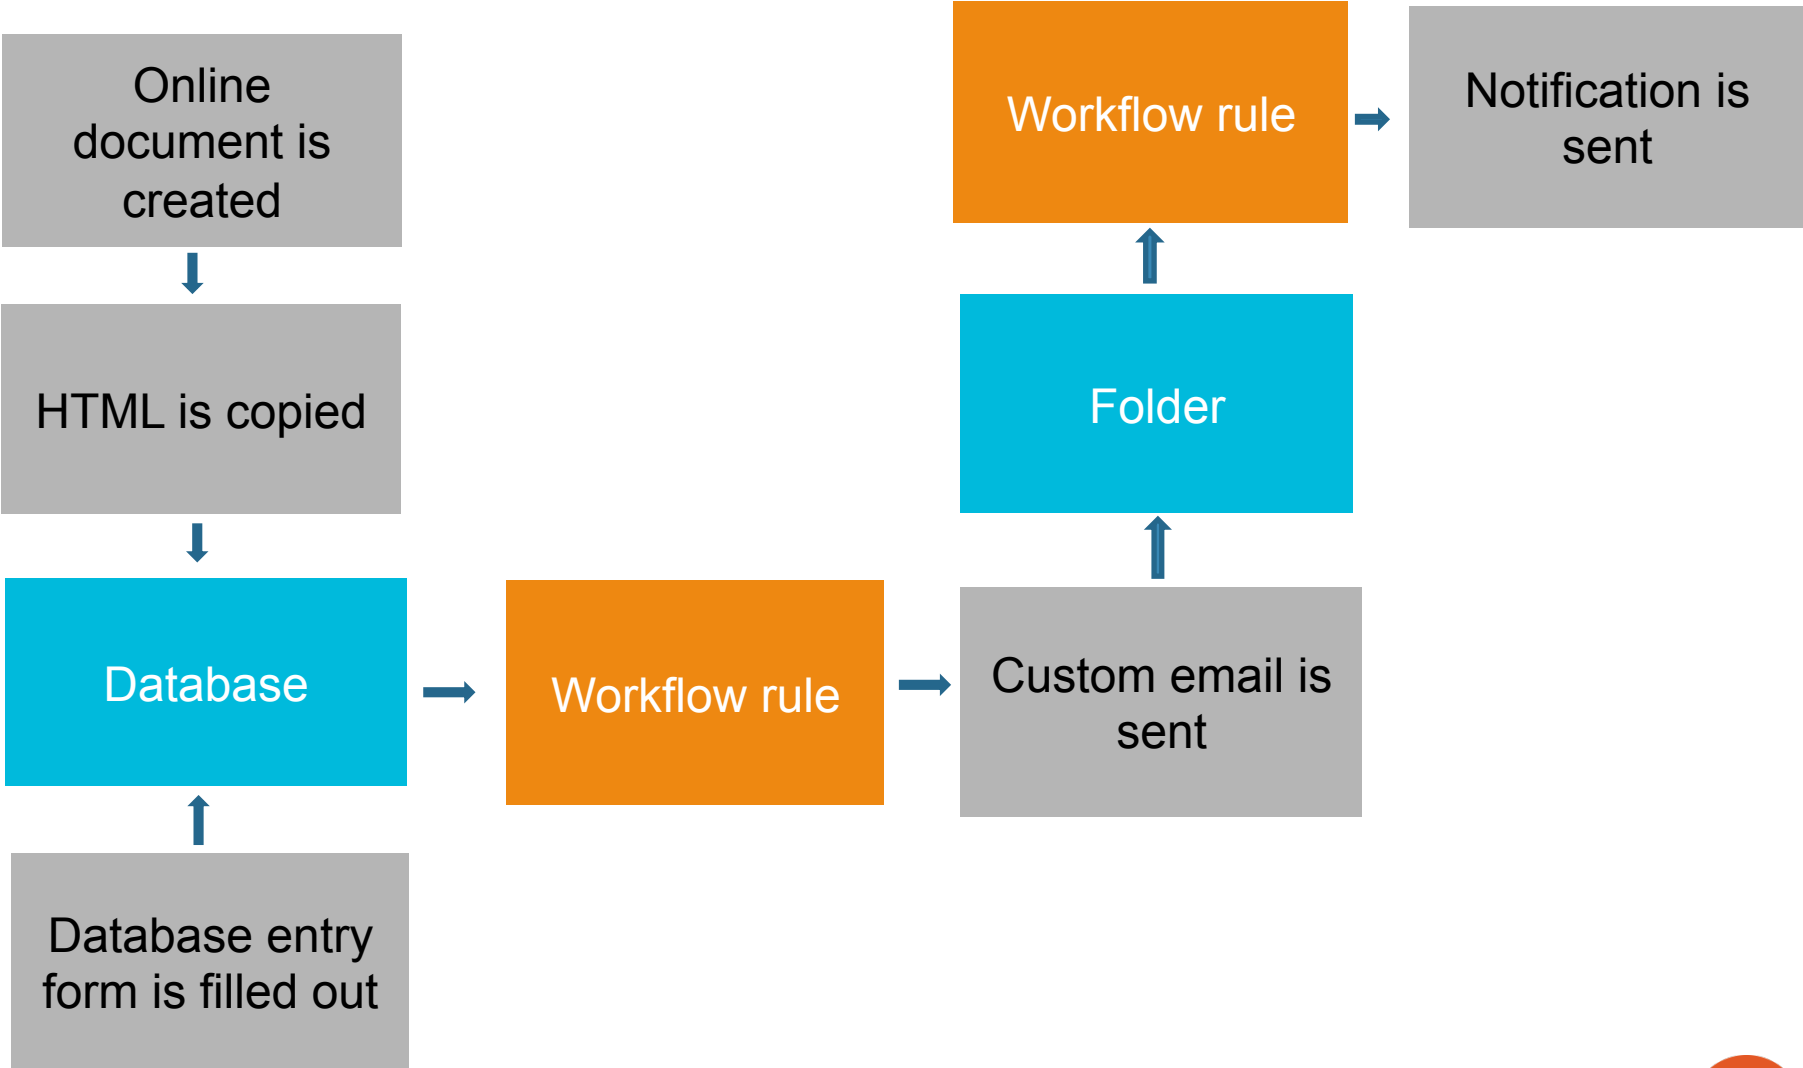 Online
document is
created
HTML is copied
Database
Database entry
form is filled out
Workflow rule
Custom email is
sent
Folder
Workflow rule
Notification is
sent